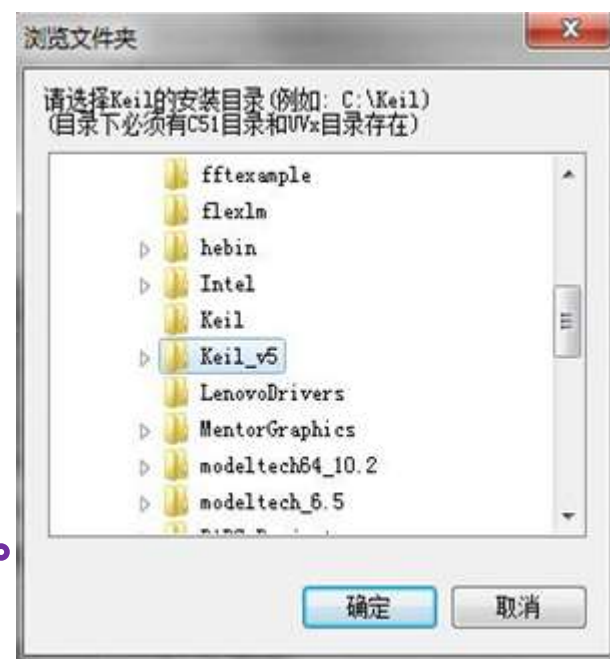 浏览文件夹
请选择Keil的安装目录(例如: C:\Keil)
(目录下必须有C51目录和UVx目录存在)
fftexample
flexlm
hebin
Intel
Keil
Keil_v5
LenovoDrivers
MentorGraphics
modeltech64_10.2
modeltech_6.5
确定 取消